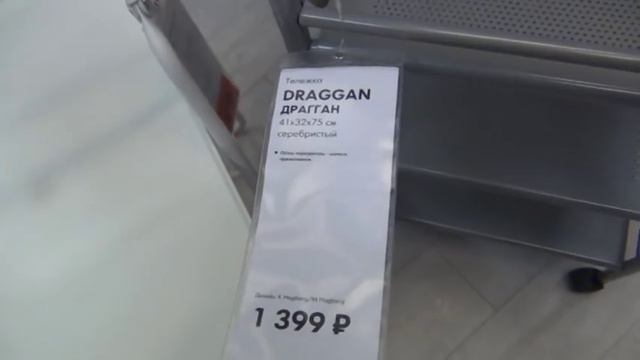 Тележка
DRAGGAN
ДРАГГАН
41x32x75 см
серебристый
1 399 ₽